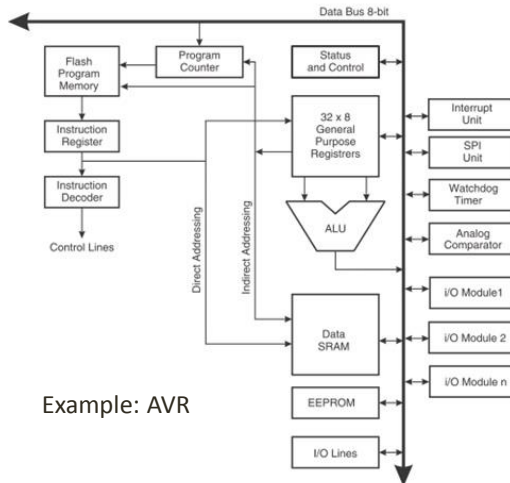 Data Bus 8-bit
Flash
Program
Memory
Program
Counter
Status
and Control
Instruction
Register
32 x 8
General
Purpose
Registrers
Interrupt
Unit
SPI
Unit
Instruction
Decoder
Watchdog
Timer
ALU
Analog
Comparator
Control Lines
Direct Addressing
Indirect Addressing
i/O Module1
Data
SRAM
i/O Module 2
i/O Module n
Example: AVR
EEPROM
I/O Lines